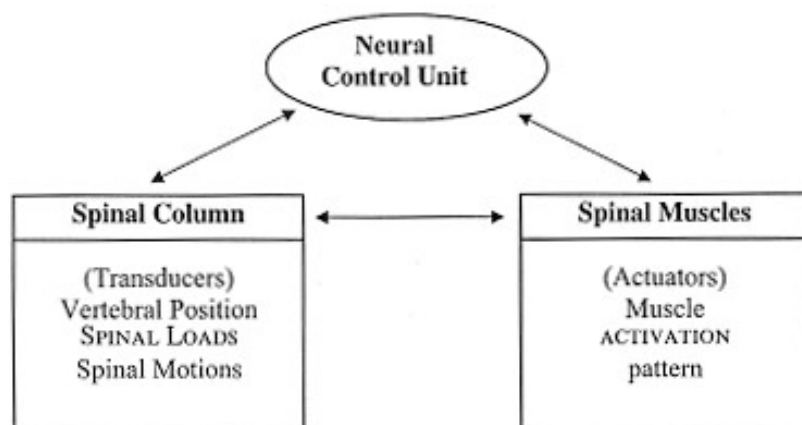 Neural
Control Unit
Spinal Column
(Transducers)
Vertebral Position
SPINAL LOADS
Spinal Motions
Spinal Muscles
(Actuators)
Muscle
ACTIVATION
pattern